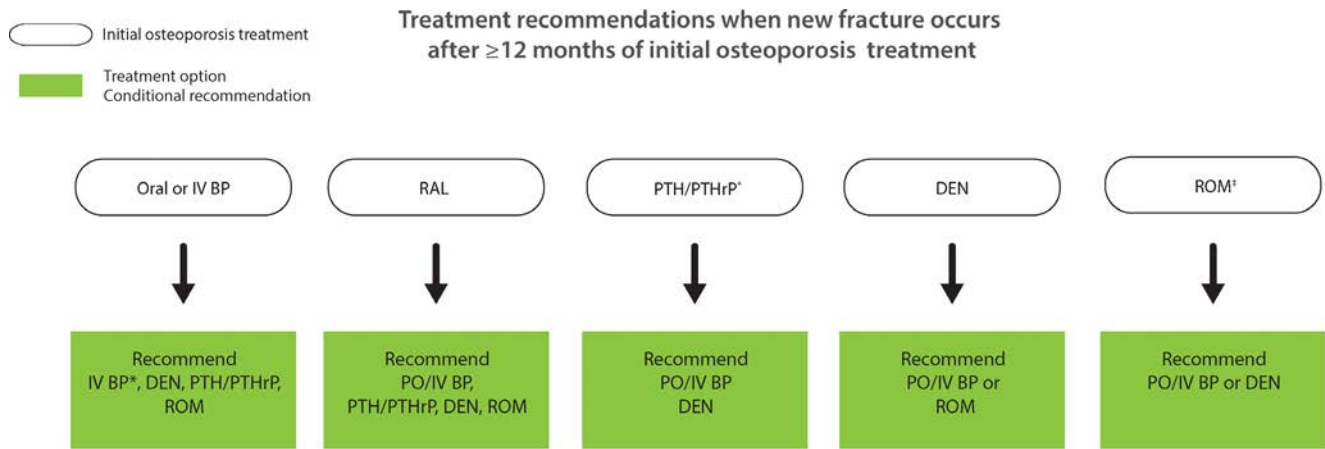 Treatment recommendations when new fracture occurs
after ≥12 months of initial osteoporosis treatment
Initial osteoporosis treatment
Treatment option
Conditional recommendation
Oral or IV BP
RAL
PTH/PTHrP*
DEN
ROM‡
Recommend
IV BP*, DEN, PTH/PTHrP,
ROM
Recommend
PO/IV BP,
PTH/PTHrP, DEN, ROM
Recommend
PO/IV BP
DEN
Recommend
PO/IV BP or
ROM
Recommend
PO/IV BP or DEN